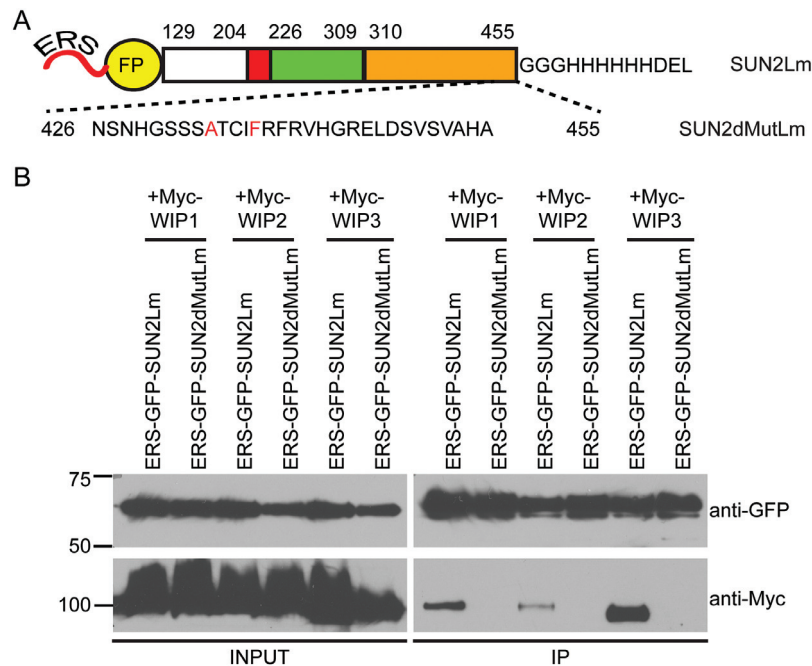 A
ERS
FP
129 204 226 309 310 455
GGGHHHHHHDEL SUN2Lm
426 NSNHGSSSATCIFRFRVHGRELDSVSVAHA 455 SUN2dMutLm
B
+Myc-WIP1 +Myc-WIP2 +Myc-WIP3 +Myc-WIP1 +Myc-WIP2 +Myc-WIP3
ERS-GFP-SUN2Lm
ERS-GFP-SUN2dMutLm
ERS-GFP-SUN2Lm
ERS-GFP-SUN2dMutLm
ERS-GFP-SUN2Lm
ERS-GFP-SUN2dMutLm
ERS-GFP-SUN2Lm
ERS-GFP-SUN2dMutLm
ERS-GFP-SUN2Lm
ERS-GFP-SUN2dMutLm
ERS-GFP-SUN2Lm
ERS-GFP-SUN2dMutLm
75
anti-GFP
50
100 anti-Myc
INPUT IP